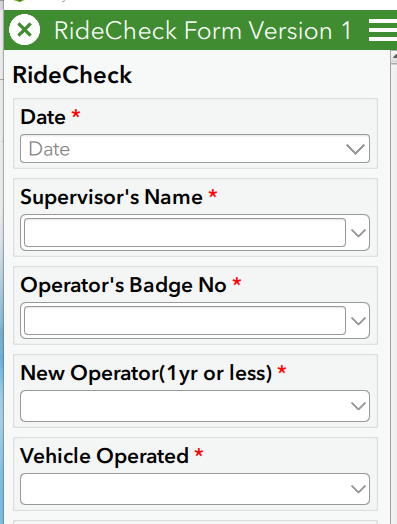 RideCheck Form Version 1
RideCheck
Date *
Date
Supervisor's Name *
Operator's Badge No *
New Operator(1yr or less) *
Vehicle Operated *